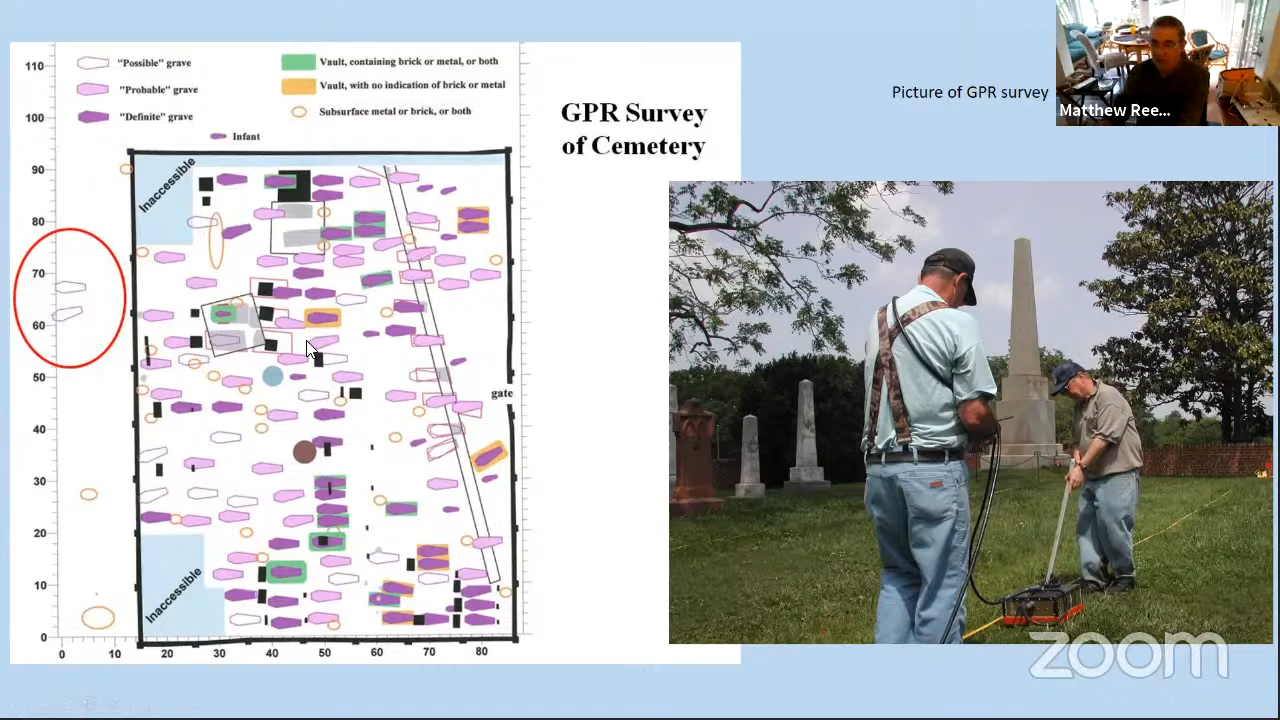 "Possible" grave
"Probable" grave
"Definite" grave
Infant
Vault, containing brick or metal, or both
Vault, with no indication of brick or metal
Subsurface metal or brick, or both
GPR Survey
of Cemetery
Picture of GPR survey
Matthew Ree...
110
100
90
80
70
60
50
40
30
20
10
0
Inaccessible
gate
Inaccessible
0 10 20 30 40 50 60 70 80
zoom